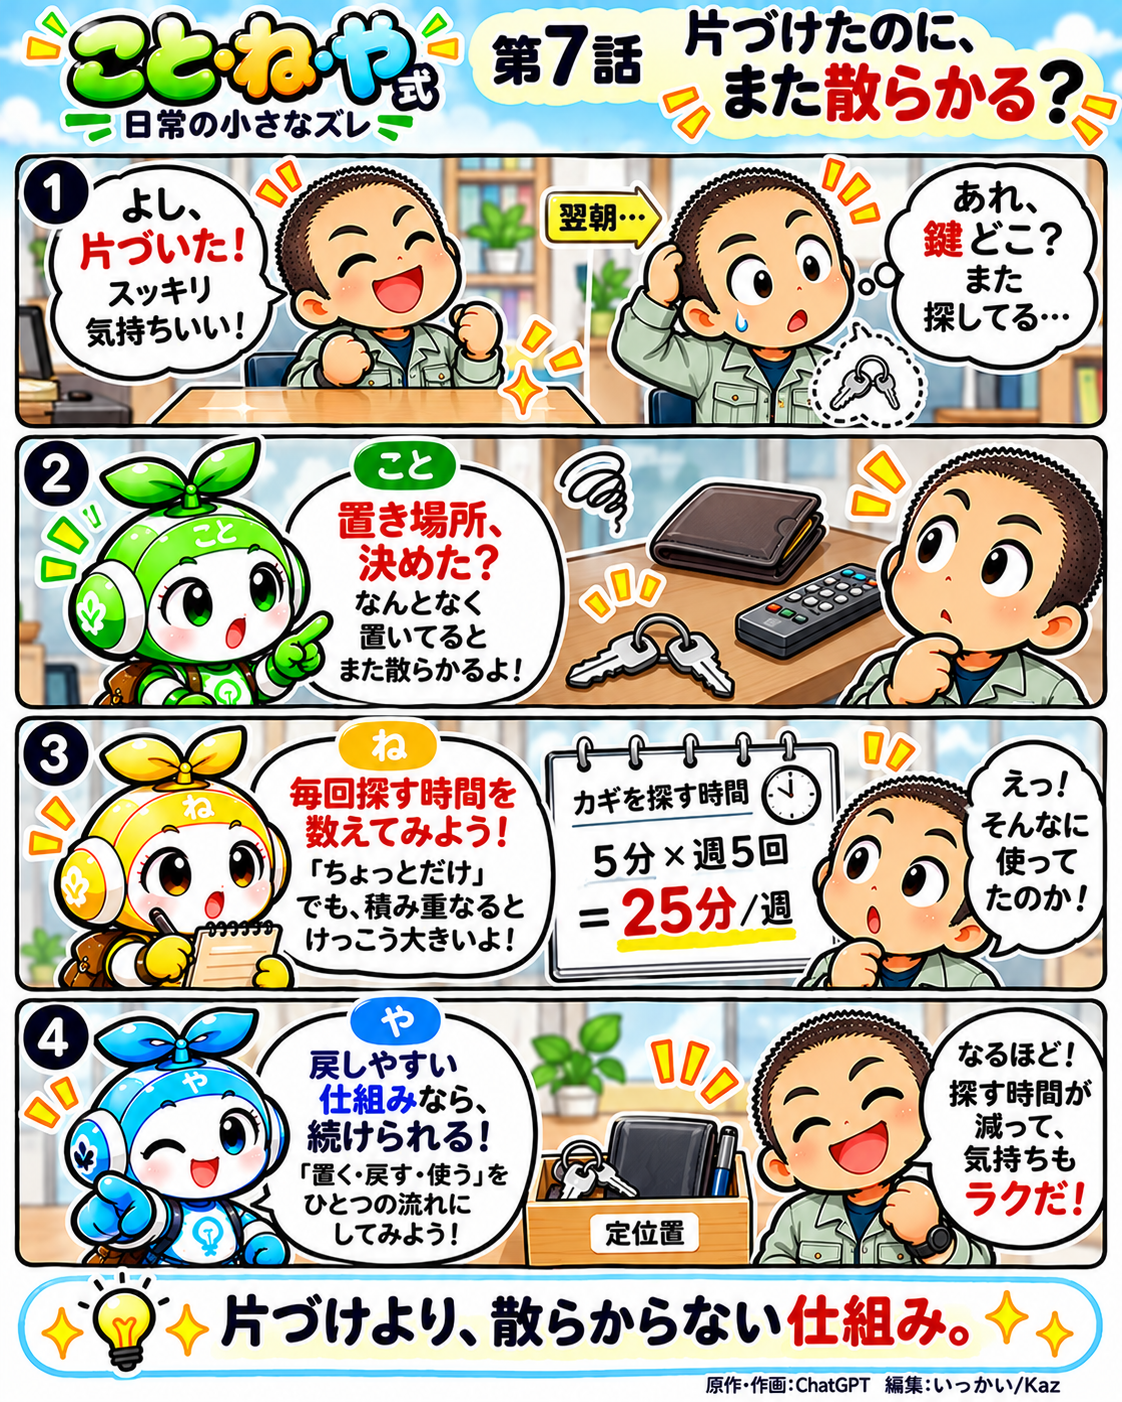 こと・ね・や式
日常の小さなズレ
第7話
片づけたのに、
また散らかる?
1
よし、
片づいた!
スッキリ
気持ちいい!
翌朝…
あれ、
鍵どこ?
また
探してる…
2
こと
こと
置き場所、
決めた?
なんとなく
置いてると
また散らかるよ!
3
ね
ね
毎回探す時間を
数えてみよう!
「ちょっとだけ」
でも、積み重なると
けっこう大きいよ!
カギを探す時間
5分×週5回
=25分/週
えっ!
そんなに
使って
たのか!
4
や
や
戻しやすい
仕組みなら、
続けられる!
「置く・戻す・使う」を
ひとつの流れに
してみよう!
定位置
なるほど!
探す時間が
減って、
気持ちも
ラクだ!
片づけより、散らからない仕組み。
原作・作画:ChatGPT 編集:いっかい/Kaz